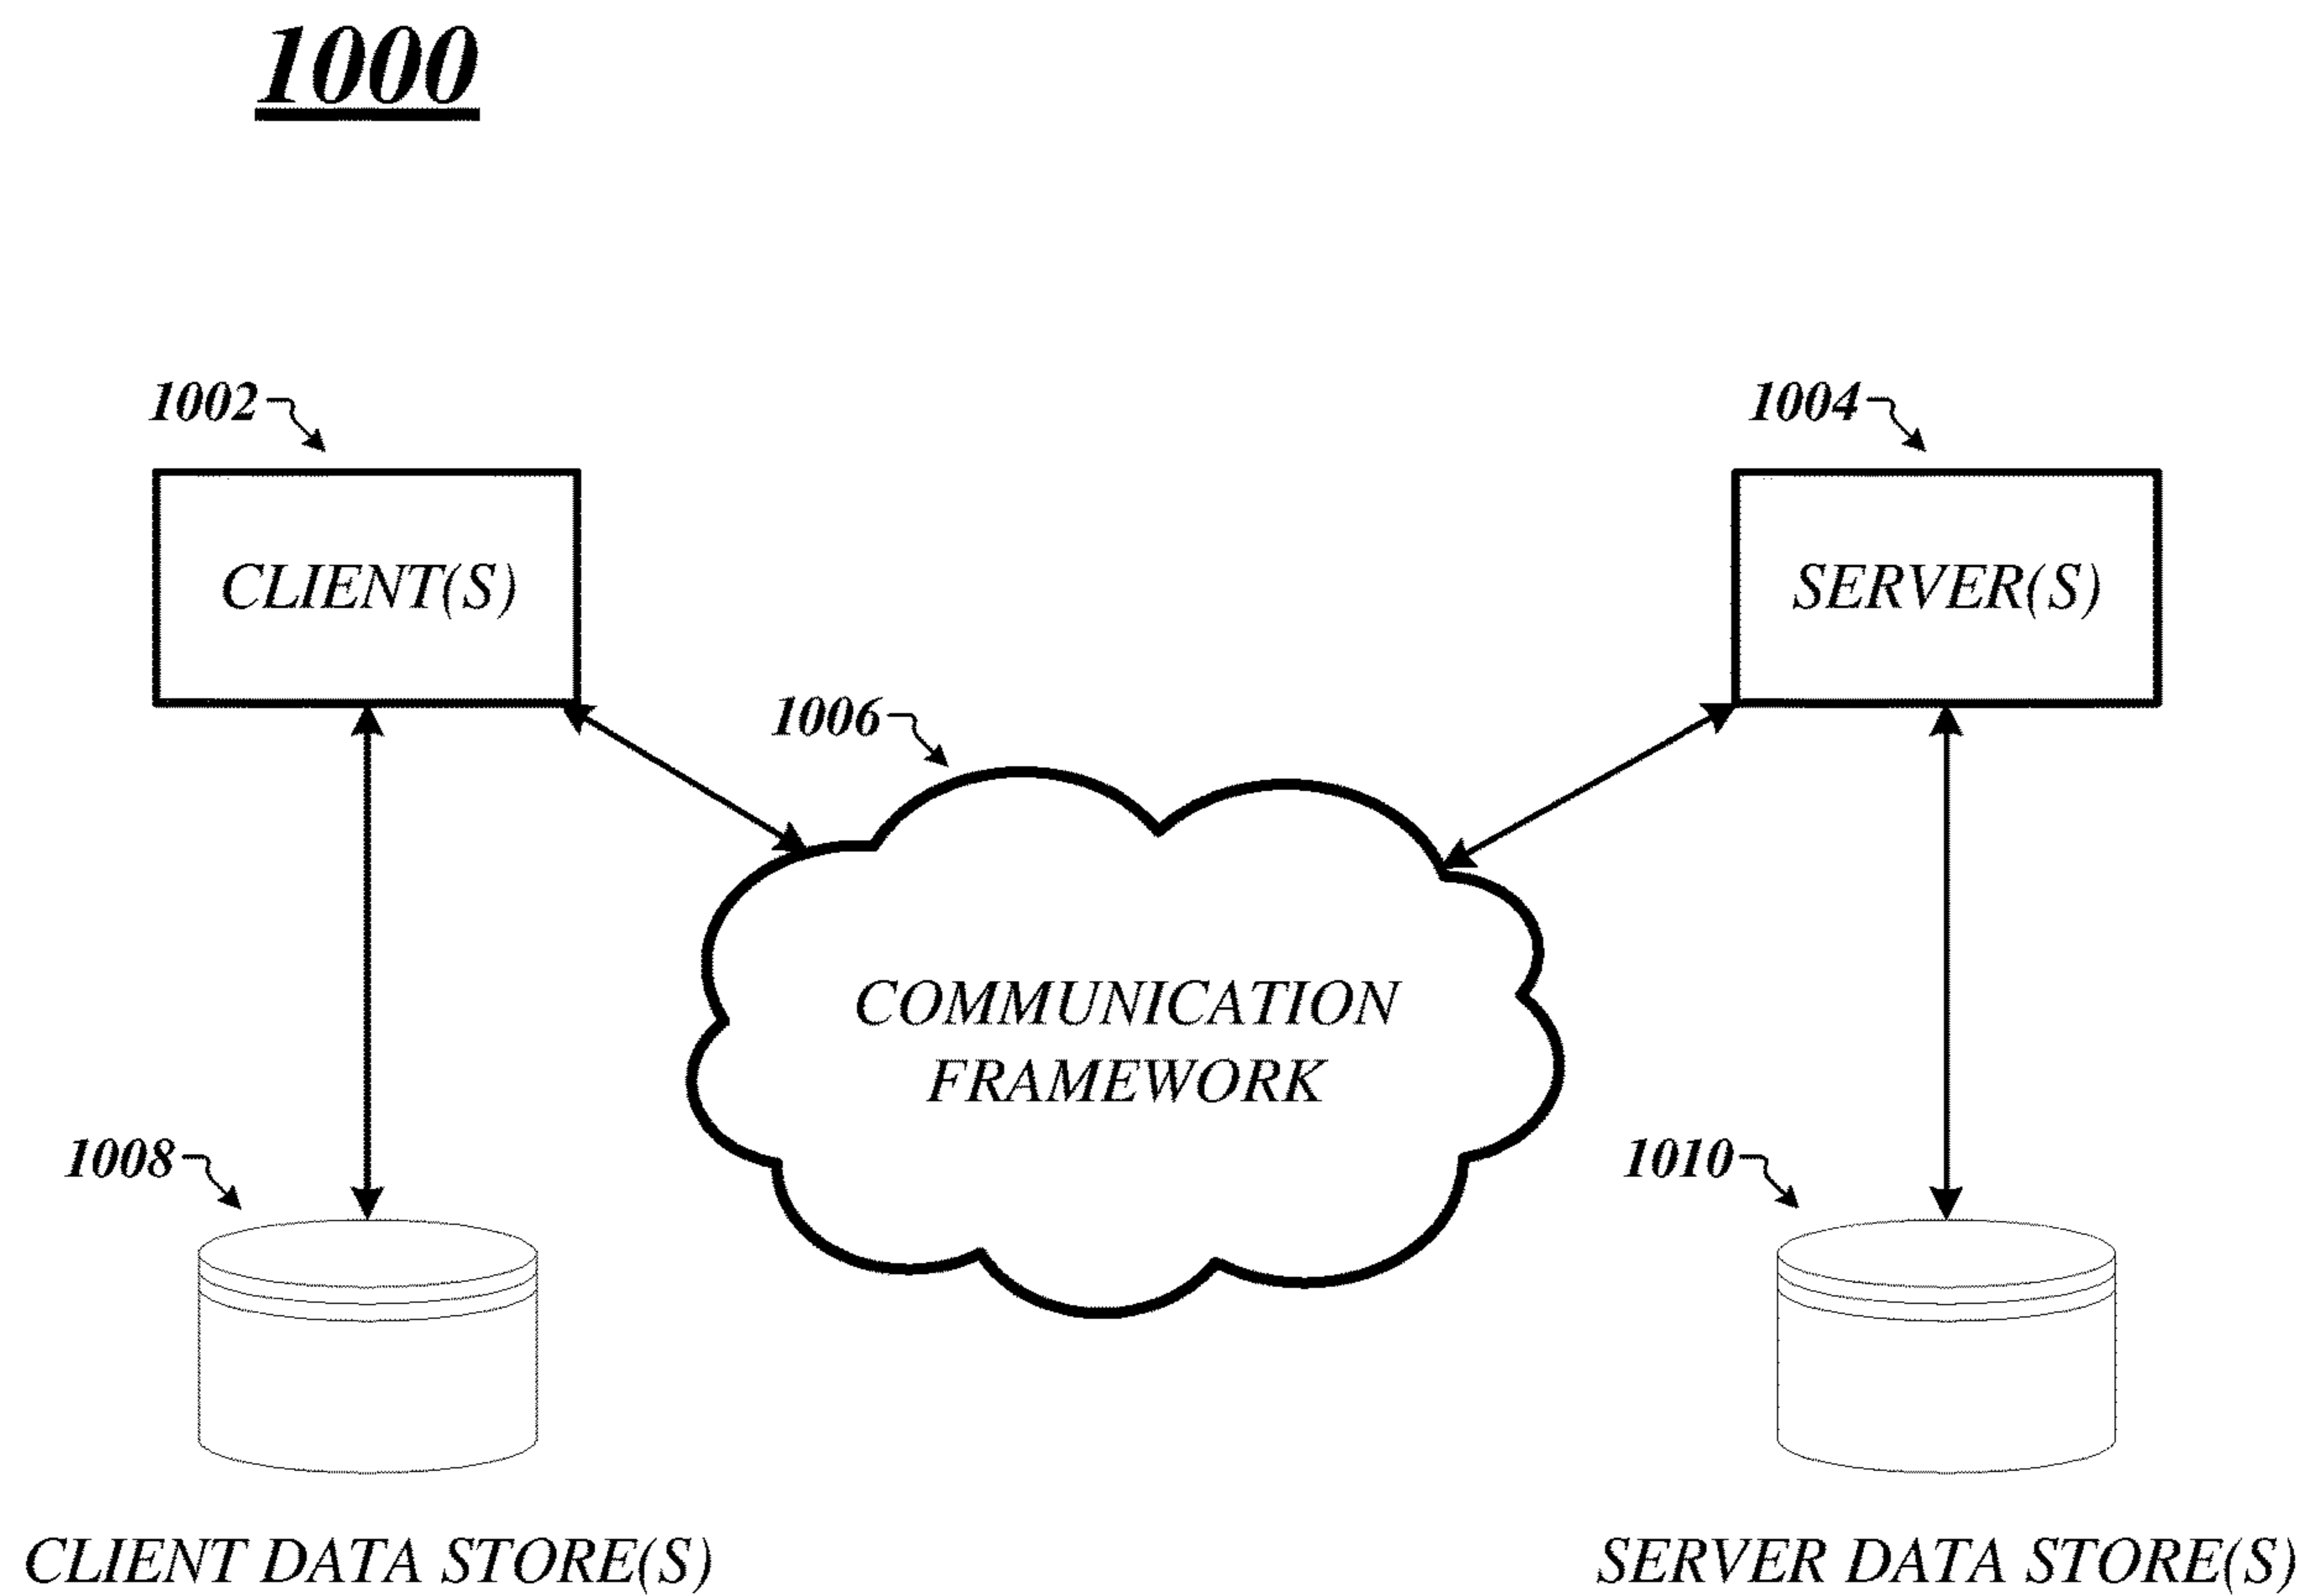 1000
1002
1004
CLIENT(S)
SERVER(S)
1006
COMMUNICATION
FRAMEWORK
1008
1010
CLIENT DATA STORE(S)
SERVER DATA STORE(S)